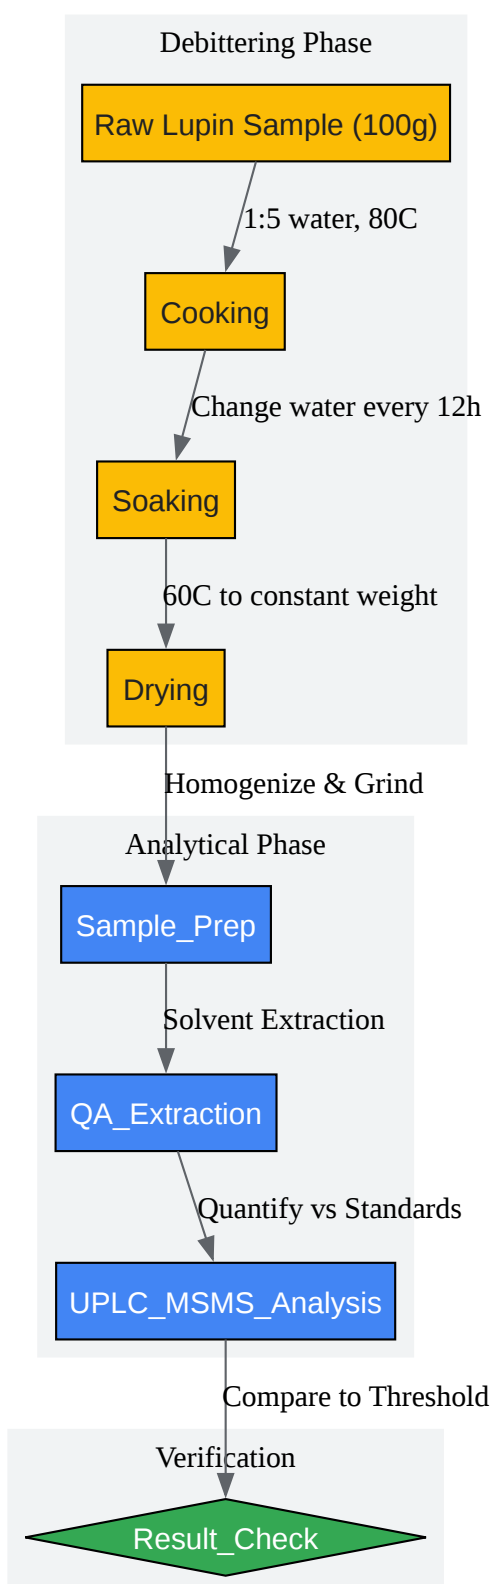 Debittering Phase
Raw Lupin Sample (100g)
1:5 water, 80C
Cooking
Change water every 12h
Soaking
60C to constant weight
Drying
Homogenize & Grind
Analytical Phase
Sample_Prep
Solvent Extraction
QA_Extraction
Quantify vs Standards
UPLC_MSMS_Analysis
Compare to Threshold
Verification
Result_Check